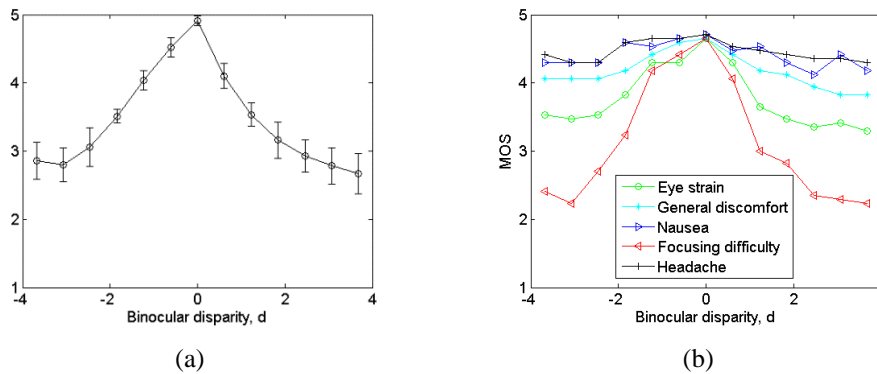 5
4
3
2
1
-4 -2 0 2 4
Binocular disparity, d
(a)
MOS
5
4
3
2
1
-4 -2 0 2
Binocular disparity, d
Eye strain
General discomfort
Nausea
Focusing difficulty
Headache
(b)